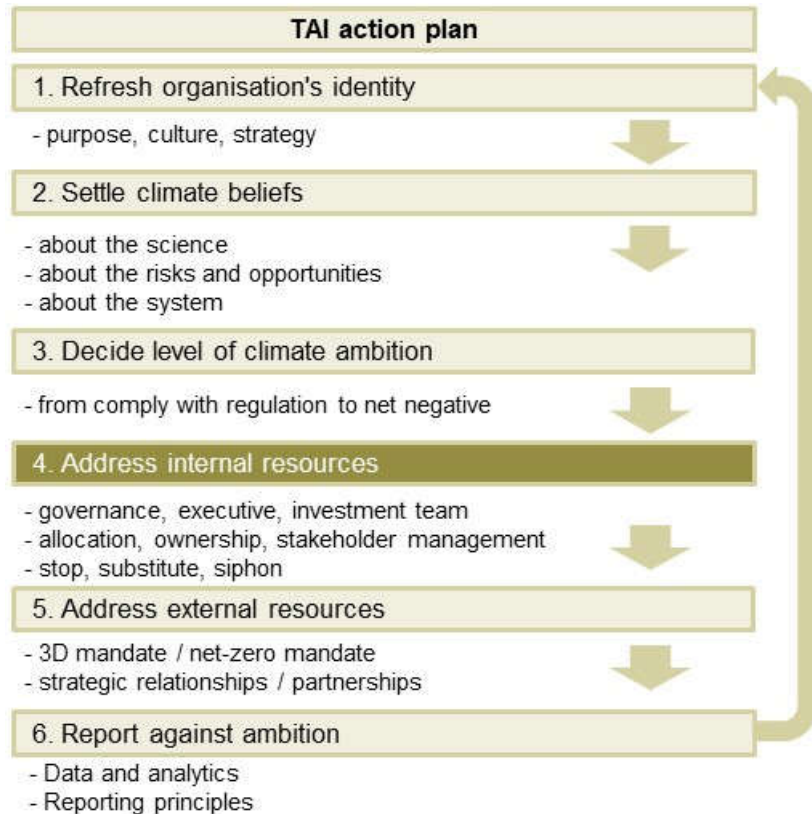 TAI action plan
1. Refresh organisation's identity
- purpose, culture, strategy
2. Settle climate beliefs
- about the science
- about the risks and opportunities
- about the system
3. Decide level of climate ambition
- from comply with regulation to net negative
4. Address internal resources
- governance, executive, investment team
- allocation, ownership, stakeholder management
- stop, substitute, siphon
5. Address external resources
- 3D mandate / net-zero mandate
- strategic relationships / partnerships
6. Report against ambition
- Data and analytics
- Reporting principles